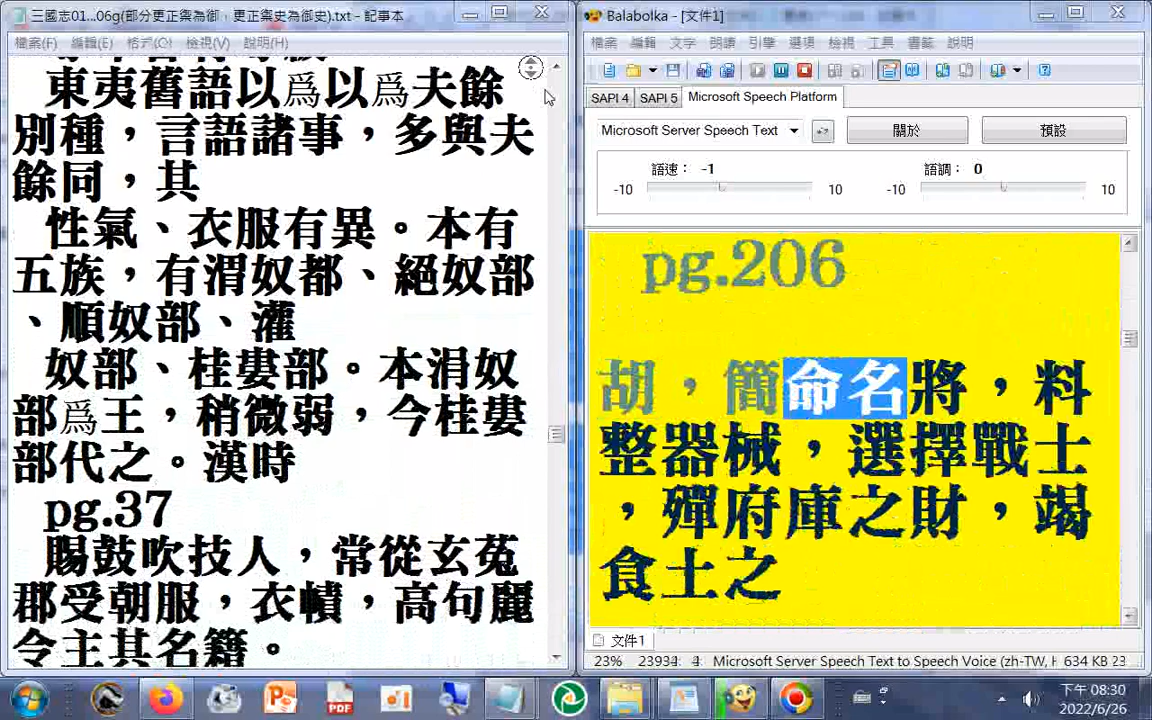 三國志01...06g(部分更正禦為御，更正禦史為御史).txt - 記事本
檔案(F) 編輯(E) 格式(O) 檢視(V) 說明(H)
東夷舊語以爲以爲夫餘
別種，言語諸事，多與夫
餘同，其
性氣、衣服有異。本有
五族，有涓奴都、絕奴部
、順奴部、灌
奴部、桂婁部。本涓奴
部爲王，稍微弱，今桂婁
部代之。漢時
pg.37
賜鼓吹技人，常從玄菟
郡受朝服，衣幘，高句麗
令主其名籍。
Balabolka - [文件1]
檔案 編輯 文字 朗讀 引擎 選項 檢視 工具 書籤 說明
SAPI 4 SAPI 5 Microsoft Speech Platform
Microsoft Server Speech Text 關於 預設
語速： -1 語調： 0
-10 10 -10 10
pg.206
胡，簡命名將，料
整器械，選擇戰士
，殫府庫之財，竭
食土之
文件1
23% 23934: 4: Microsoft Server Speech Text to Speech Voice (zh-TW, H 634 KB 23
PDF
下午 08:30
2022/6/26